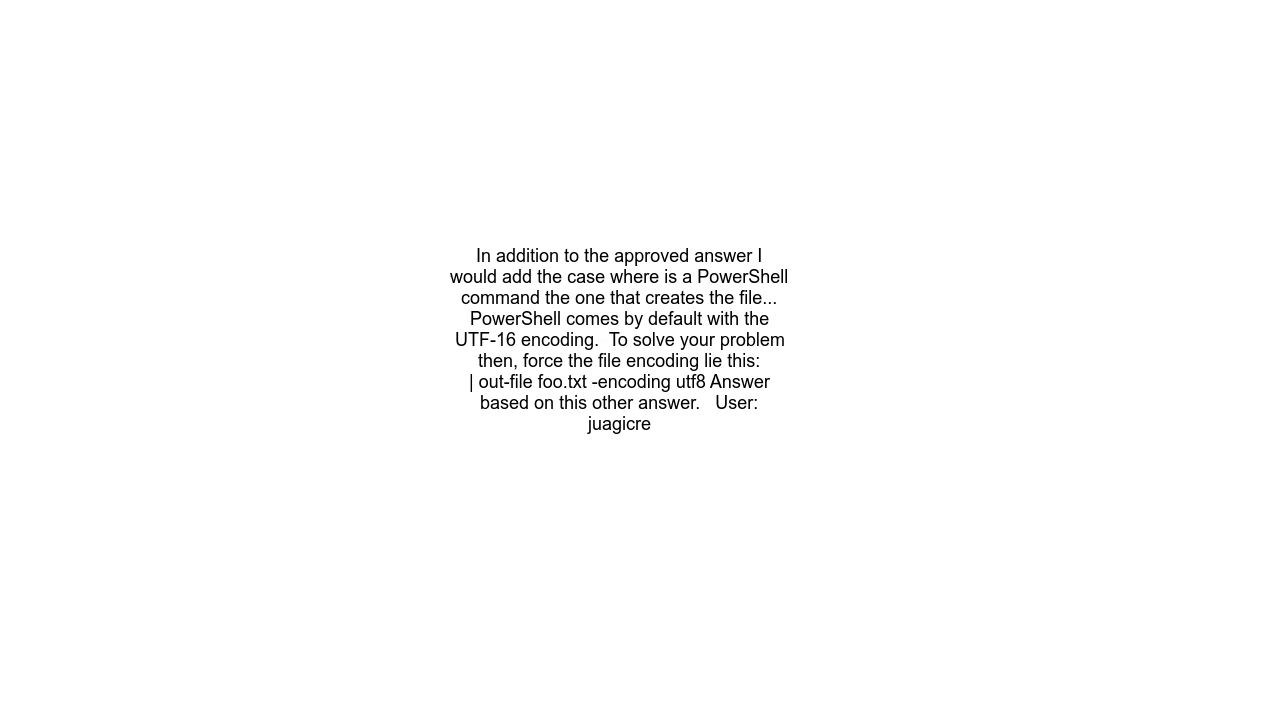 In addition to the approved answer I
would add the case where is a PowerShell
command the one that creates the file...
PowerShell comes by default with the
UTF-16 encoding.  To solve your problem
then, force the file encoding lie this:
| out-file foo.txt -encoding utf8 Answer
based on this other answer.   User:
juagicre